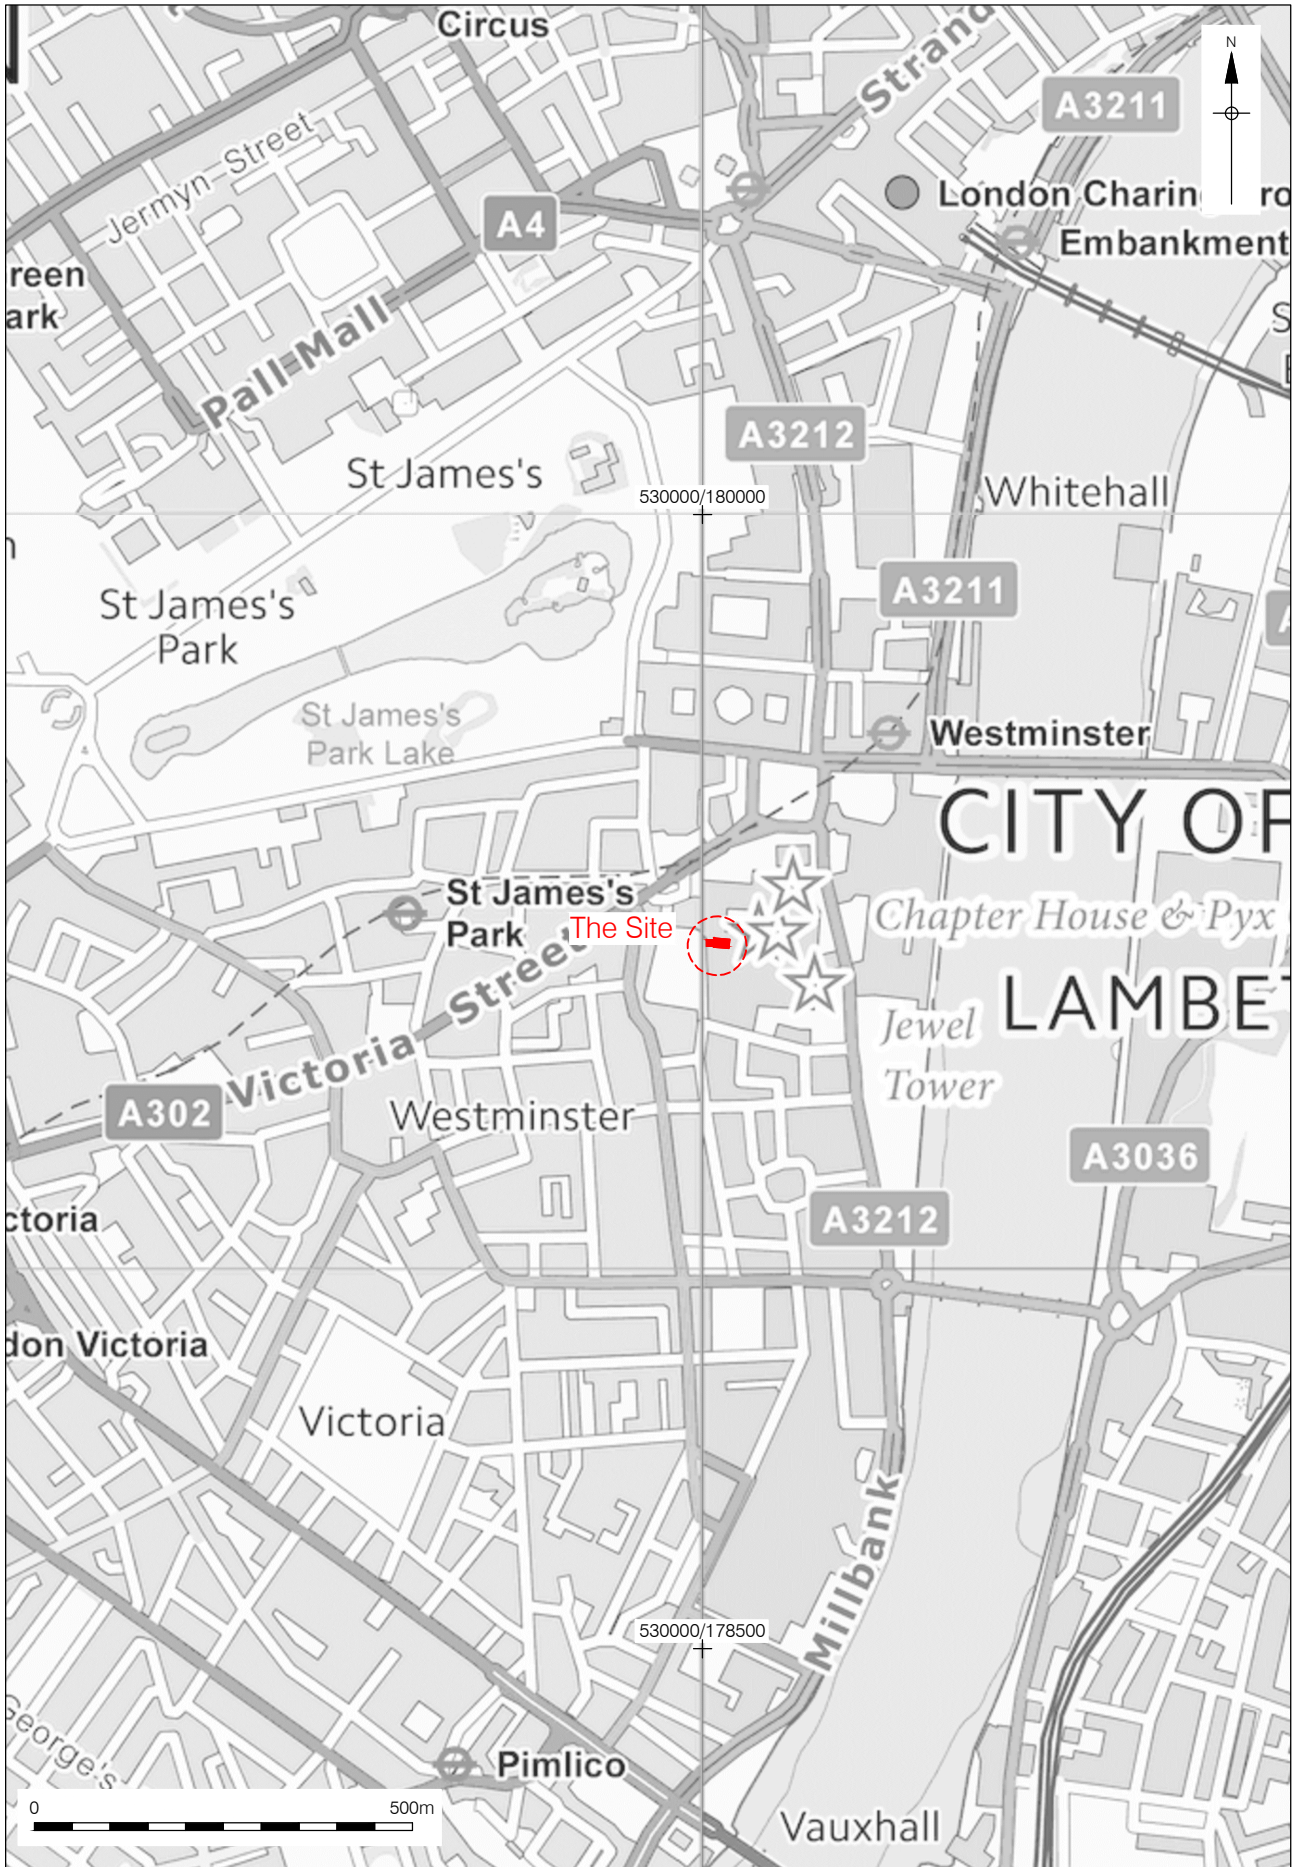 Circus
Strand
A3211
N
Jermyn Street
London Charing
ro
A4
Embankment
reen
ark
Pall Mall
A3212
St James's
530000/180000
Whitehall
A3211
St James's
Park
Westminster
St James's
Park Lake
CITY OF
St James's
Park
Chapter House & Pyx
The Site
LAMBE
Jewel
Tower
Victoria Street
A302
Westminster
A3036
ctoria
A3212
don Victoria
Victoria
Millbank
530000/178500
George's
Pimlico
0
500m
Vauxhall